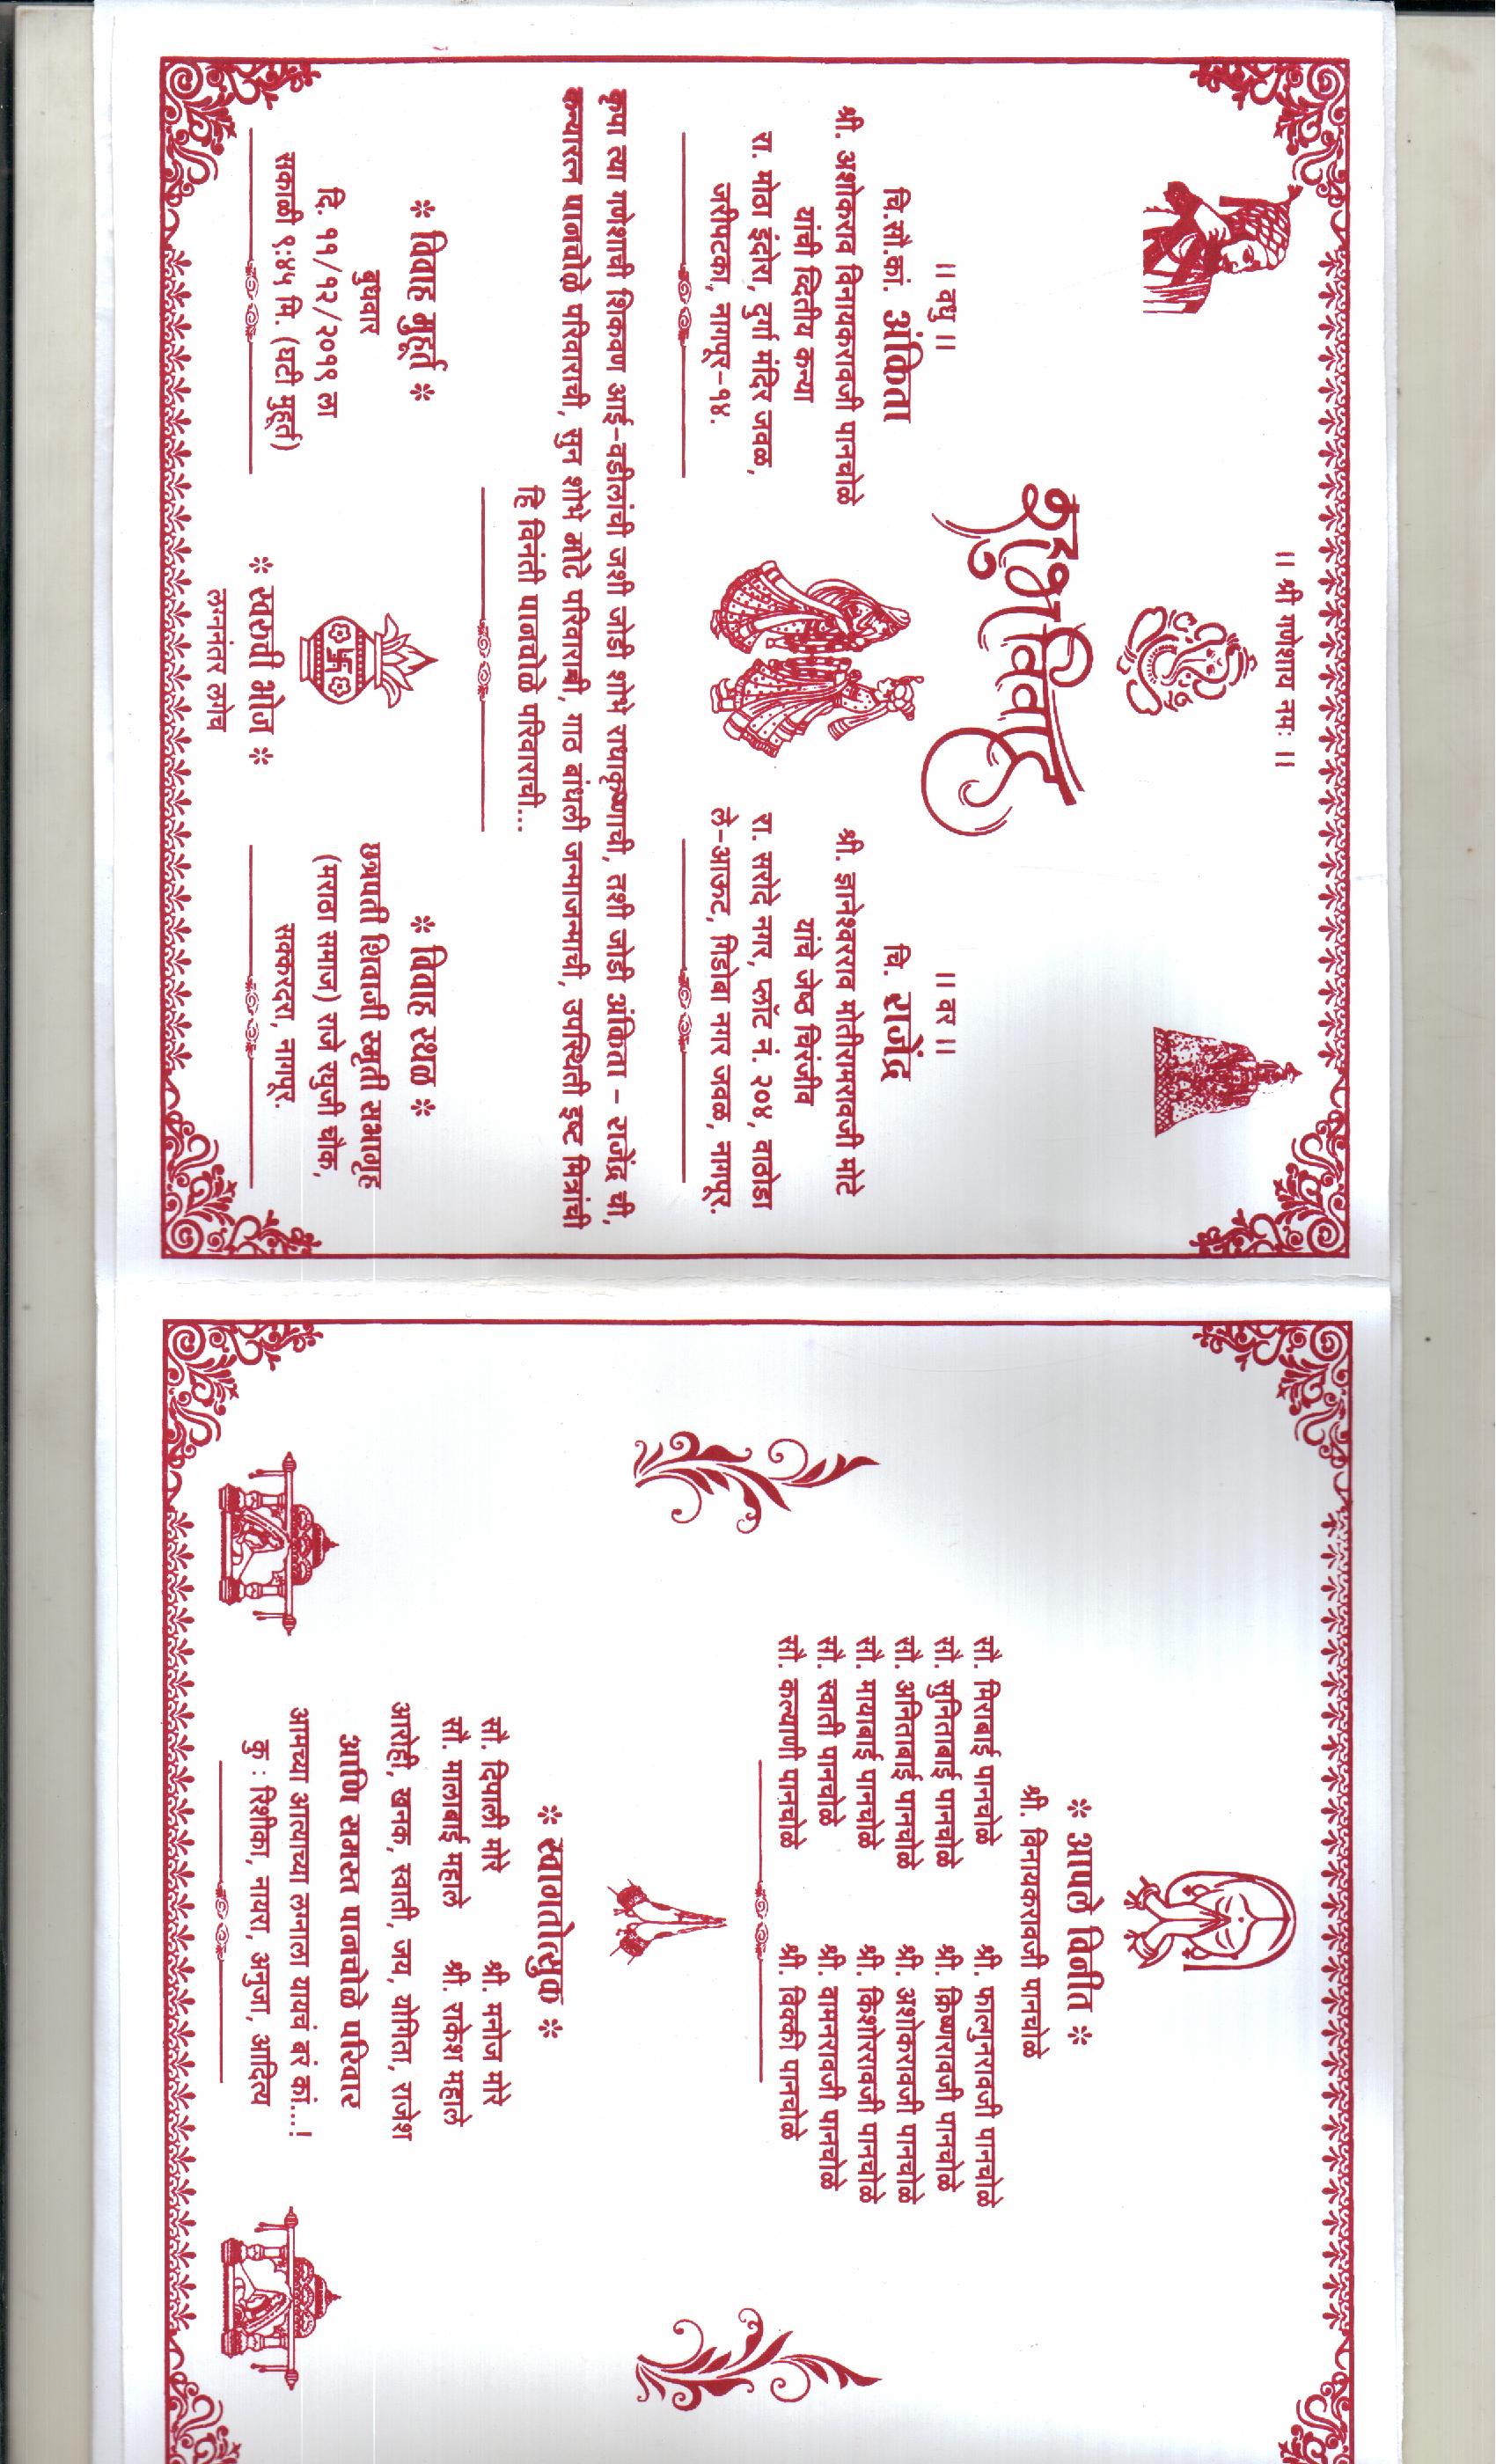 ।। श्री गणेशाय नमः ।।
शुभविवाह
।। वधु ।।
चि.सौ.कां. अंकिता
श्री. अशोकराव विनायकरावजी पानचोळे
यांची द्वितीय कन्या
रा. मोठा इंदोरा, दुर्गा मंदिर जवळ,
जरीपटका, नागपूर-१४.
।। वर ।।
चि. राजेंद्र
श्री. ज्ञानेश्वरराव मोतीरामरावजी मोटे
यांचे जेष्ठ चिरंजीव
रा. सरोदे नगर, प्लॉट नं. २०४, वाठोडा
ले-आऊट, गिडोबा नगर जवळ, नागपूर.
कृपा त्या गणेशाची शिकवण आई-वडीलांची जशी जोडी शोभे राधाकृष्णाची, तशी जोडी अंकिता - राजेंद्र ची,
कन्यारत्न पानचोळे परिवाराची, सुन शोभे मोटे परिवाराची, गाठ बांधली जन्माजन्माची, उपस्थिती इष्ट मित्रांची
हि विनंती पानचोळे परिवाराची...
* विवाह मुहूर्त *
बुधवार
दि. ११/१२/२०१९ ला
सकाळी ९:४५ मि. (घटी मुहूर्त)
* स्वरुची भोज *
लग्नानंतर लगेच
* विवाह स्थळ *
छत्रपती शिवाजी स्मृती सभागृह
(मराठा समाज) राजे रघुजी चौक,
सक्करदरा, नागपूर.
* आपले विनीत *
श्री. विनायकरावजी पानचोळे
सौ. मिराबाई पानचोळे श्री. फाल्गुनरावजी पानचोळे
सौ. सुनिताबाई पानचोळे श्री. क्रिष्णरावजी पानचोळे
सौ. अनिताबाई पानचोळे श्री. अशोकरावजी पानचोळे
सौ. मायाबाई पानचोळे श्री. किशोररावजी पानचोळे
सौ. स्वाती पानचोळे श्री. वामनरावजी पानचोळे
सौ. कल्याणी पानचोळे श्री. विक्की पानचोळे
* स्वागतोत्सुक *
सौ. दिपाली मोरे श्री. मनोज मोरे
सौ. मालाबाई महाले श्री. राकेश महाले
आरोही, खनक, स्वाती, जय, योगिता, राजेश
आणि समस्त पानचोळे परिवार
आमच्या आत्याच्या लग्नाला यायचं बरं कां...!
कु : रिशीका, नायरा, अनुजा, आदित्य